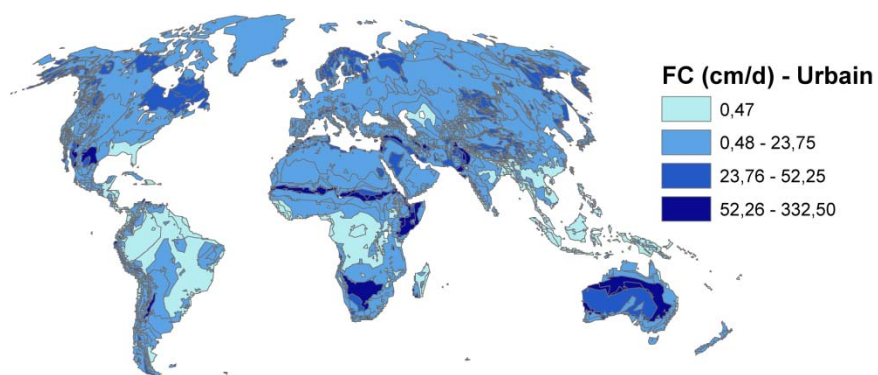 FC (cm/d) - Urbain
0,47
0,48 - 23,75
23,76 - 52,25
52,26 - 332,50